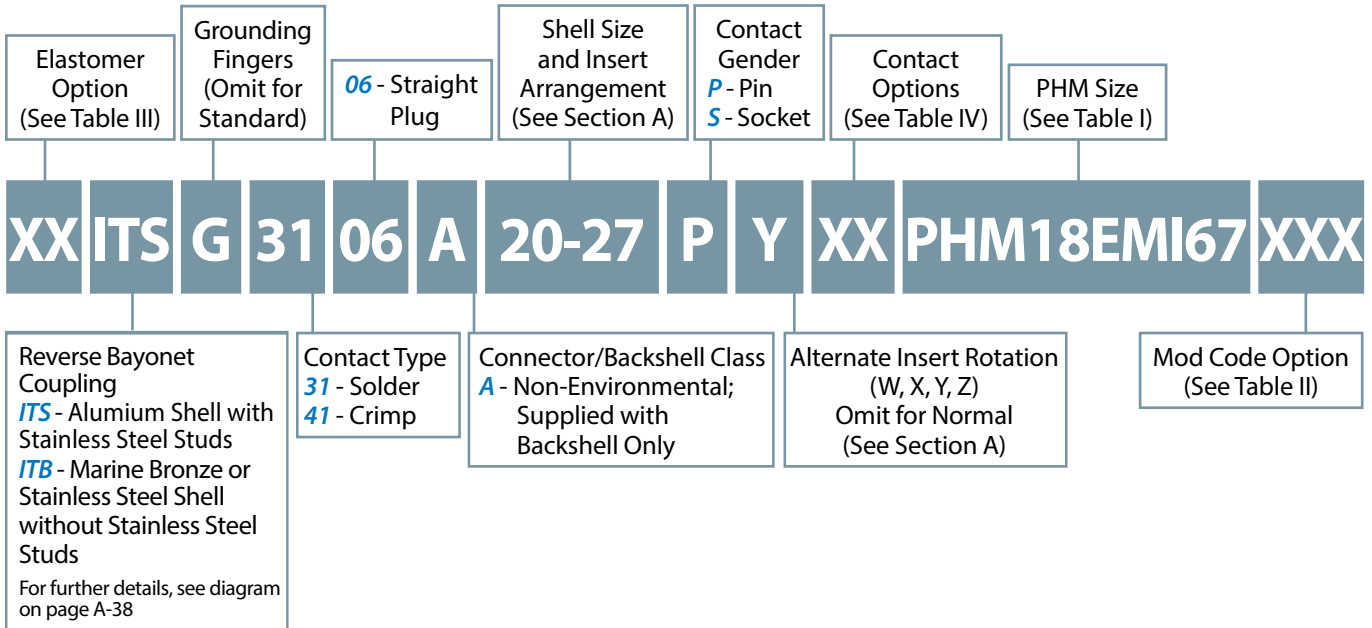 Elastomer
Option
(See Table III)
Grounding
Fingers
(Omit for
Standard)
06 - Straight
Plug
Shell Size
and Insert
Arrangement
(See Section A)
Contact
Gender
P - Pin
S - Socket
Contact
Options
(See Table IV)
PHM Size
(See Table I)
XX ITS G 31 06 A 20-27 P Y XX PHM18EMI67 XXX
Reverse Bayonet
Coupling
ITS - Alumium Shell with
Stainless Steel Studs
ITB - Marine Bronze or
Stainless Steel Shell
without Stainless Steel
Studs
For further details, see diagram
on page A-38
Contact Type
31 - Solder
41 - Crimp
Connector/Backshell Class
A - Non-Environmental;
Supplied with
Backshell Only
Alternate Insert Rotation
(W, X, Y, Z)
Omit for Normal
(See Section A)
Mod Code Option
(See Table II)